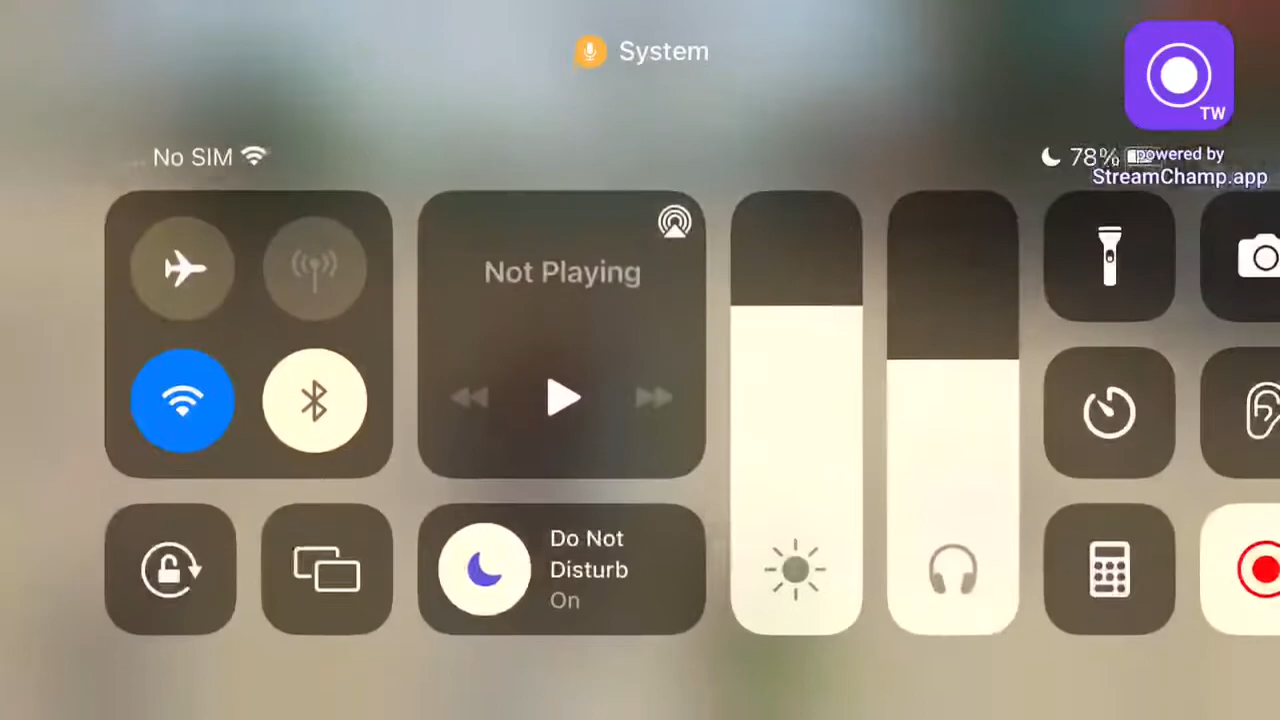 System
TW
No SIM
78%
powered by
StreamChamp.app
Not Playing
Do Not
Disturb
On